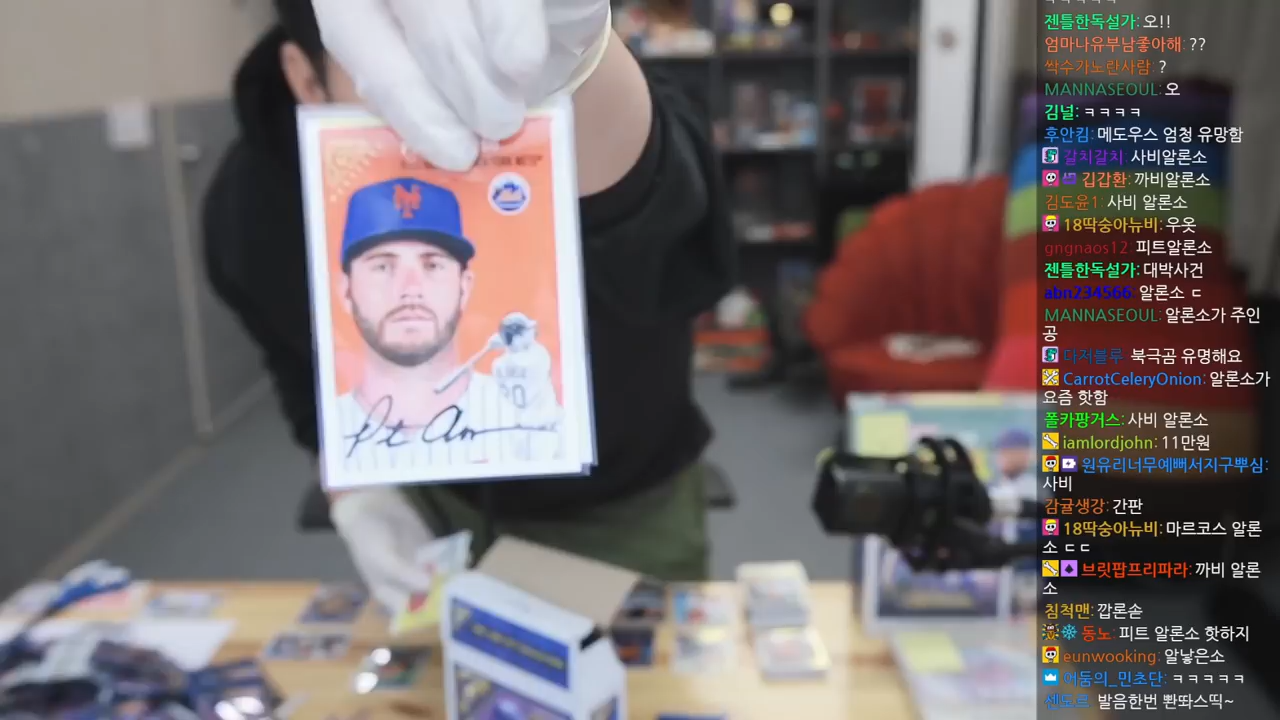 젠틀한독설가: 오!!
엄마나유부남좋아해: ??
싹수가노란사람: ?
MANNASEOUL: 오
김널: ㅋㅋㅋㅋ
후안킴: 메도우스 엄청 유망함
갈치갈치: 사비알론소
김갑환: 까비알론소
김도윤1: 사비 알론소
18딱숭아뉴비: 우옷
gngnaos12: 피트알론소
젠틀한독설가: 대박사건
abn234566: 알론소 ㄷ
MANNASEOUL: 알론소가 주인
공
다저블루: 북극곰 유명해요
CarrotCeleryOnion: 알론소가
요즘 핫함
폴카팡거스: 사비 알론소
iamlordjohn: 11만원
원유리너무예뻐서지구뿌심:
사비
감귤생강: 간판
18딱숭아뉴비: 마르코스 알론
소 ㄷㄷ
브릿팝프리파라: 까비 알론
소
침척맨: 깝론손
동노: 피트 알론소 핫하지
eunwooking: 알낳은소
어둠의_민초단: ㅋㅋㅋㅋㅋ
발음한번 뽠똬스띡~
NEW YORK METS
20